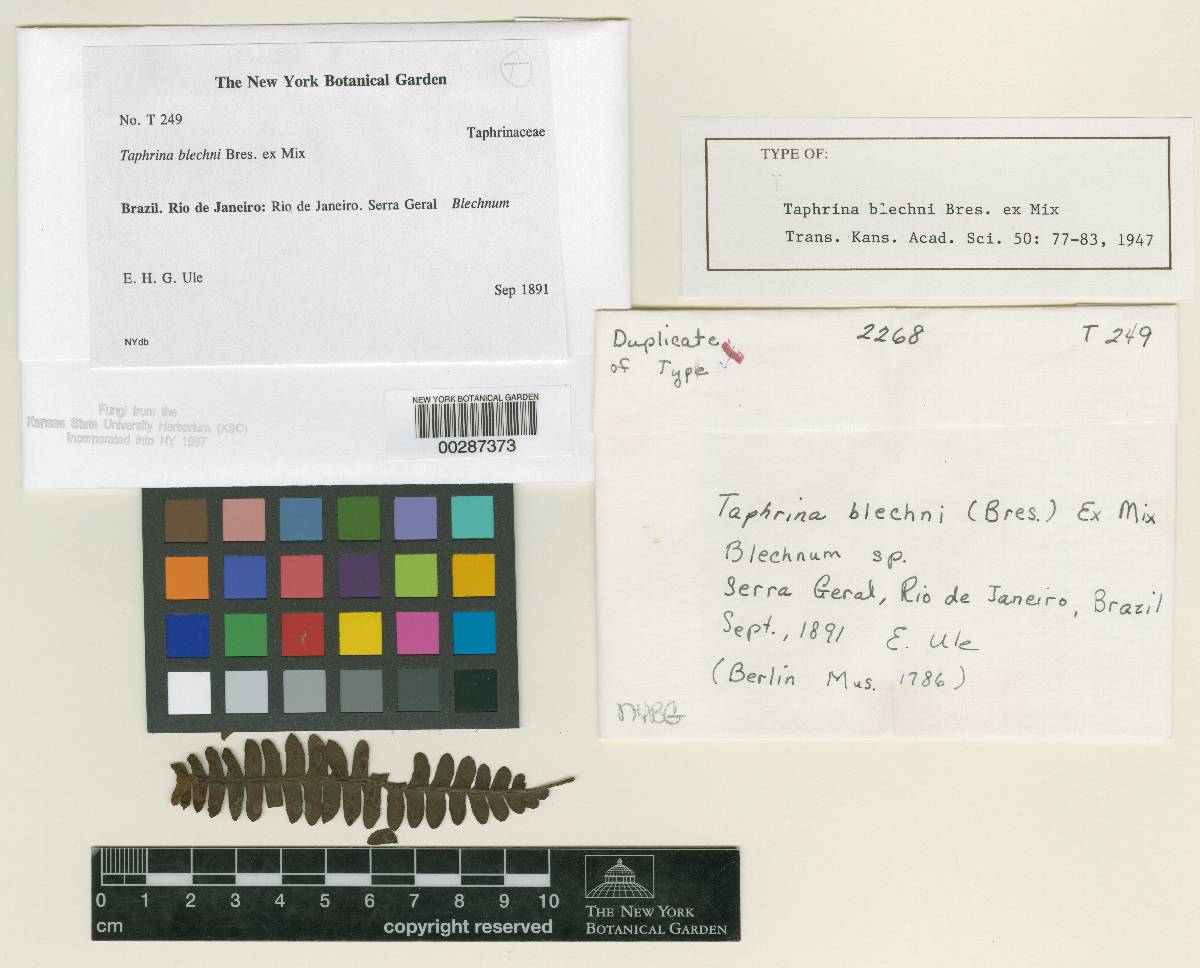 The New York Botanical Garden
T
No. T 249
Taphrinaceae
Taphrina blechni Bres. ex Mix
Brazil. Rio de Janeiro: Rio de Janeiro. Serra Geral Blechnum
E. H. G. Ule
Sep 1891
NYdb
Fungi from the
Kansas State University Herbarium (KSC)
Incorporated into NY 1997
NEW YORK BOTANICAL GARDEN
00287373
TYPE OF:
T
Taphrina blechni Bres. ex Mix
Trans. Kans. Acad. Sci. 50: 77-83, 1947
Duplicate
of Type
2268
T 249
Taphrina blechni (Bres.) Ex Mix
Blechnum sp.
Serra Geral, Rio de Janeiro, Brazil
Sept., 1891 E. Ule
(Berlin Mus. 1786)
NYBG
0 1 2 3 4 5 6 7 8 9 10
cm
copyright reserved
THE NEW YORK
BOTANICAL GARDEN